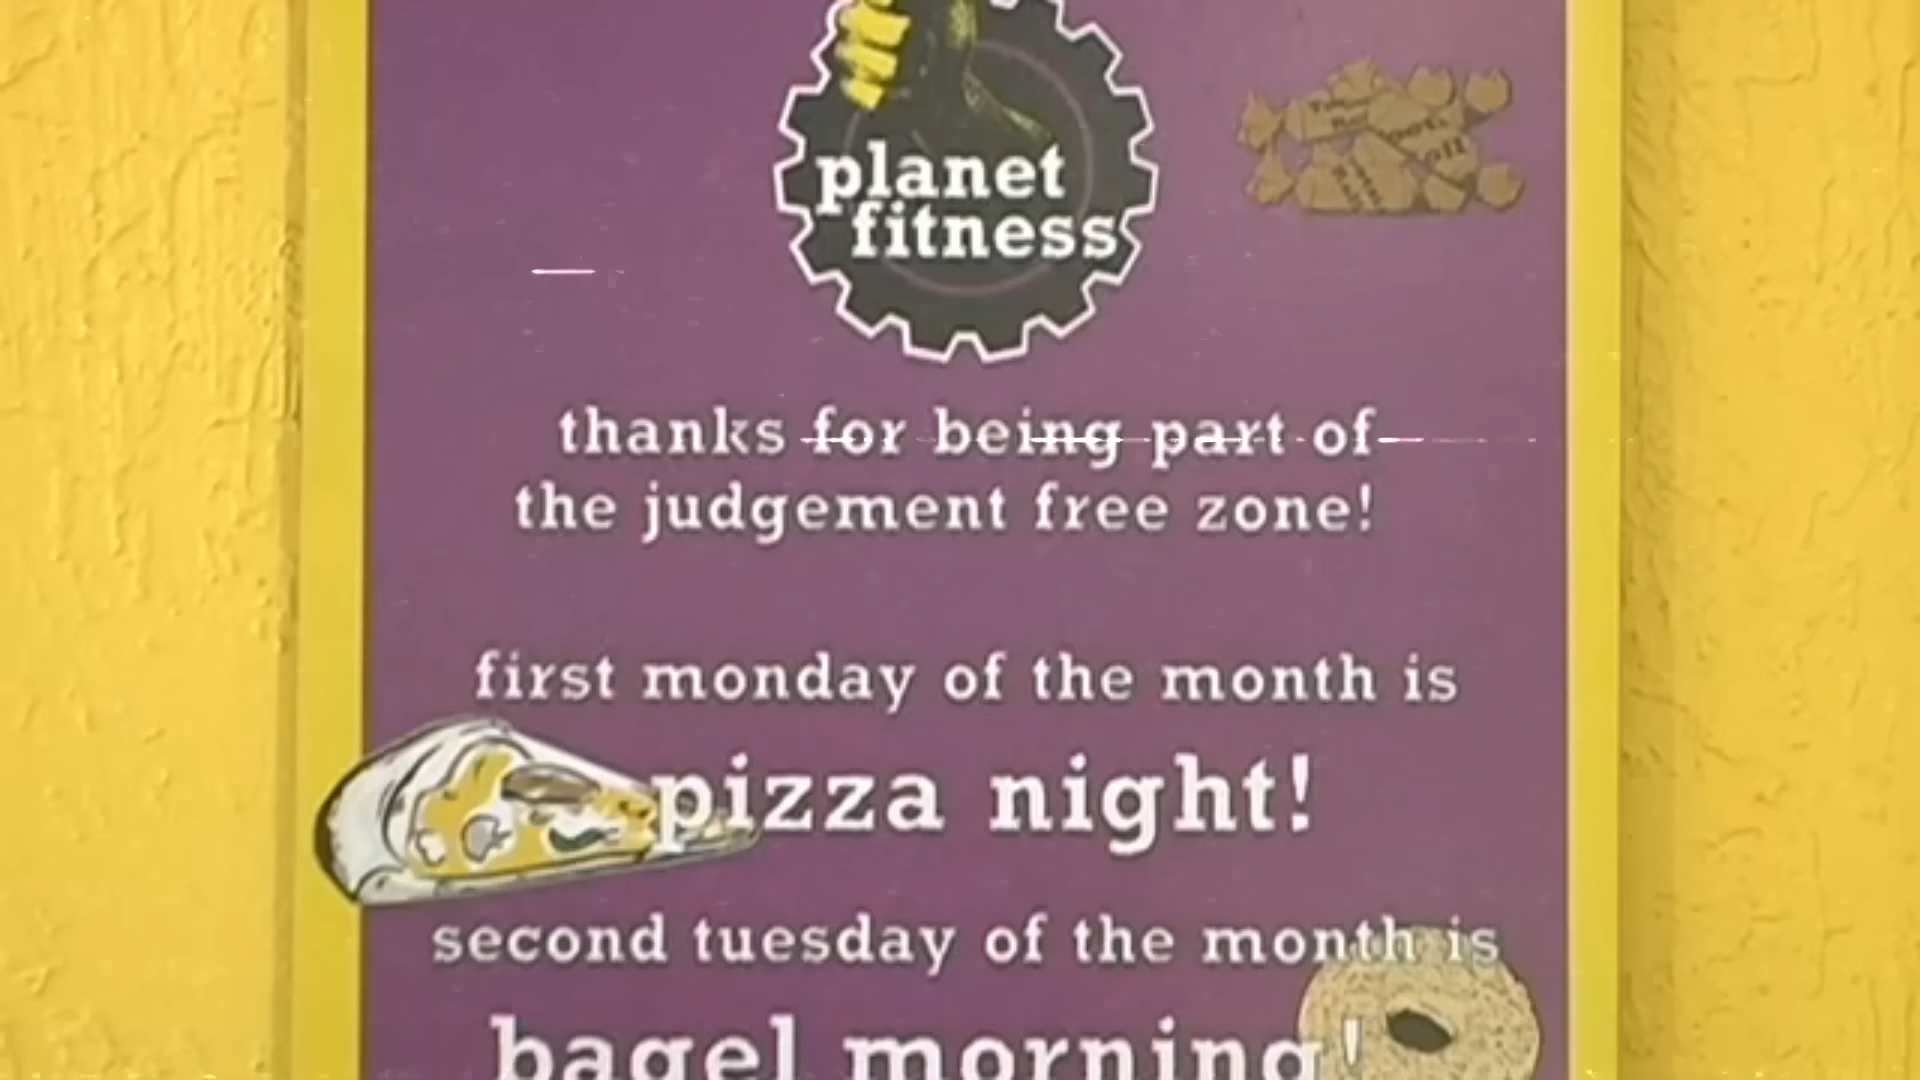 planet
fitness
thanks for being part of
the judgement free zone!
first monday of the month is
pizza night!
second tuesday of the month is
bagel morning!